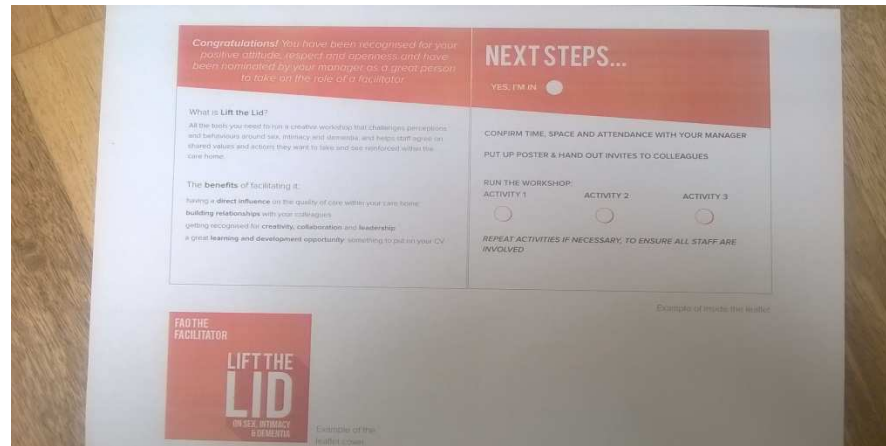 Congratulations! You have been recognised for your
positive attitude, respect and openness and have
been nominated by your manager as a great person
to take on the role of a facilitator
What is Lift the Lid?
All the tools you need to run a creative workshop that challenges perceptions
and behaviours around sex, intimacy and dementia, and helps staff agree on
shared values and actions they want to take and see reinforced within the
care home.
The benefits of facilitating it:
having a direct influence on the quality of care within your care home
building relationships with your colleagues
getting recognised for creativity, collaboration and leadership
a great learning and development opportunity: something to put on your CV
NEXT STEPS...
YES, I'M IN
CONFIRM TIME, SPACE AND ATTENDANCE WITH YOUR MANAGER
PUT UP POSTER & HAND OUT INVITES TO COLLEAGUES
RUN THE WORKSHOP:
ACTIVITY 1 ACTIVITY 2 ACTIVITY 3
REPEAT ACTIVITIES IF NECESSARY, TO ENSURE ALL STAFF ARE
INVOLVED
Example of inside the leaflet
FAO THE
FACILITATOR
LIFT THE
LID
ON SEX, INTIMACY
& DEMENTIA
Example of the
leaflet cover